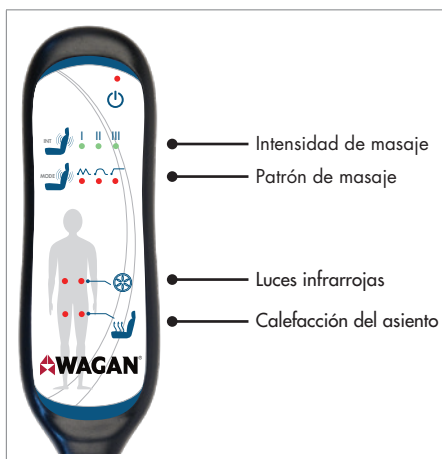 INT I II III
Intensidad de masaje
MODE
Patrón de masaje
Luces infrarrojas
Calefacción del asiento
WAGAN®